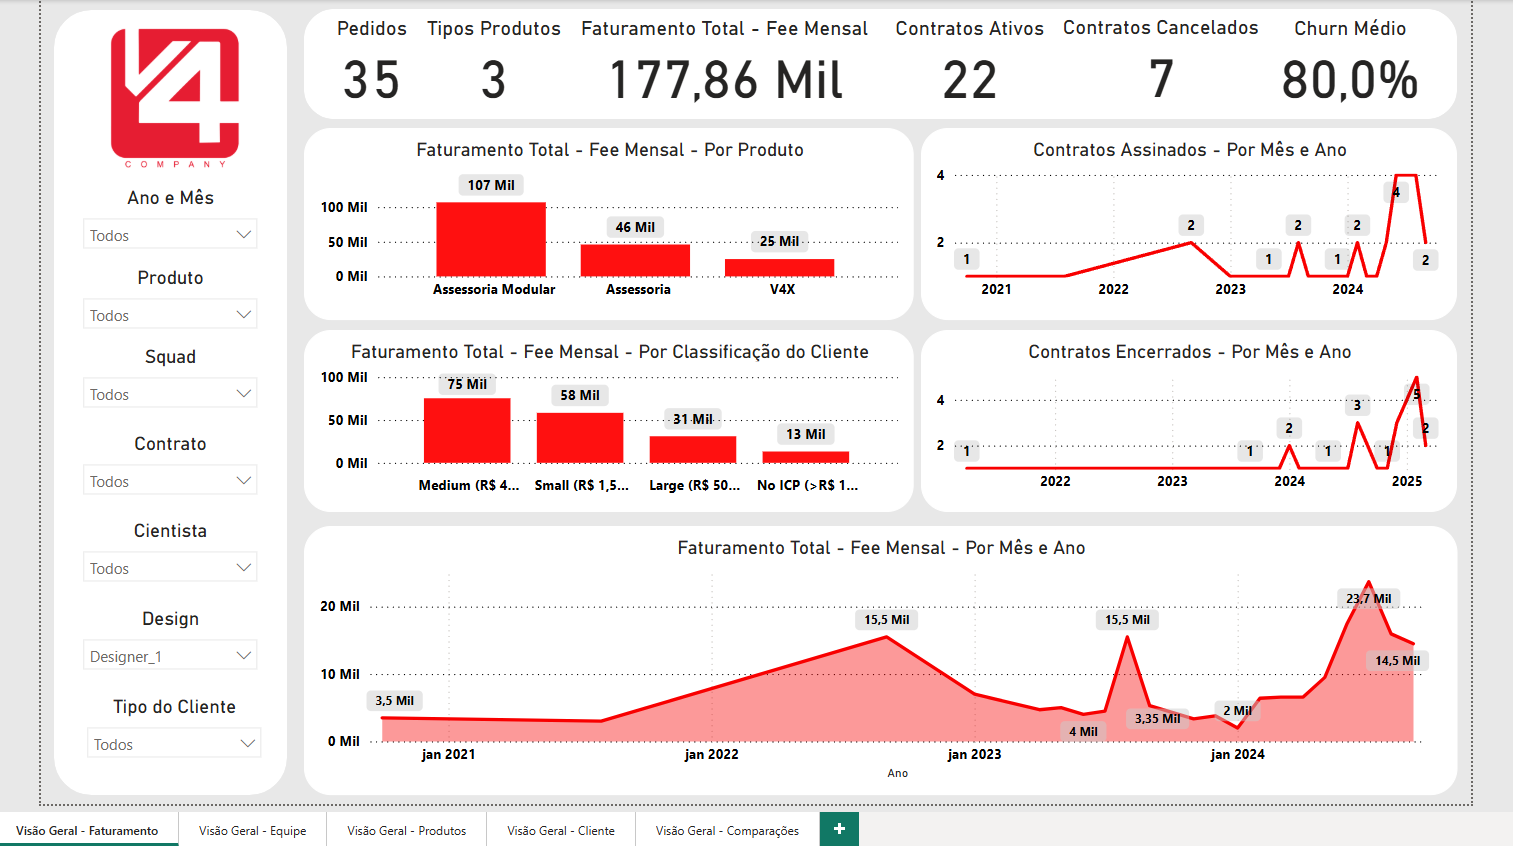 V4
COMPANY
Ano e Mês
Todos
Produto
Todos
Squad
Todos
Contrato
Todos
Cientista
Todos
Design
Designer_1
Tipo do Cliente
Todos
Pedidos
35
Tipos Produtos
3
Faturamento Total - Fee Mensal
177,86 Mil
Contratos Ativos
22
Contratos Cancelados
7
Churn Médio
80,0%
Faturamento Total - Fee Mensal - Por Produto
100 Mil
50 Mil
0 Mil
107 Mil
46 Mil
25 Mil
Assessoria Modular
Assessoria
V4X
Contratos Assinados - Por Mês e Ano
4
2
1
2
1
2
1
2
4
2
2021
2022
2023
2024
Faturamento Total - Fee Mensal - Por Classificação do Cliente
100 Mil
50 Mil
0 Mil
75 Mil
58 Mil
31 Mil
13 Mil
Medium (R$ 4...
Small (R$ 1,5...
Large (R$ 50...
No ICP (>R$ 1...
Contratos Encerrados - Por Mês e Ano
4
2
1
1
2
1
3
1
5
2
2022
2023
2024
2025
Faturamento Total - Fee Mensal - Por Mês e Ano
20 Mil
10 Mil
0 Mil
3,5 Mil
15,5 Mil
4 Mil
15,5 Mil
3,35 Mil
2 Mil
23,7 Mil
14,5 Mil
jan 2021
jan 2022
jan 2023
jan 2024
Ano
Visão Geral - Faturamento
Visão Geral - Equipe
Visão Geral - Produtos
Visão Geral - Cliente
Visão Geral - Comparações
+